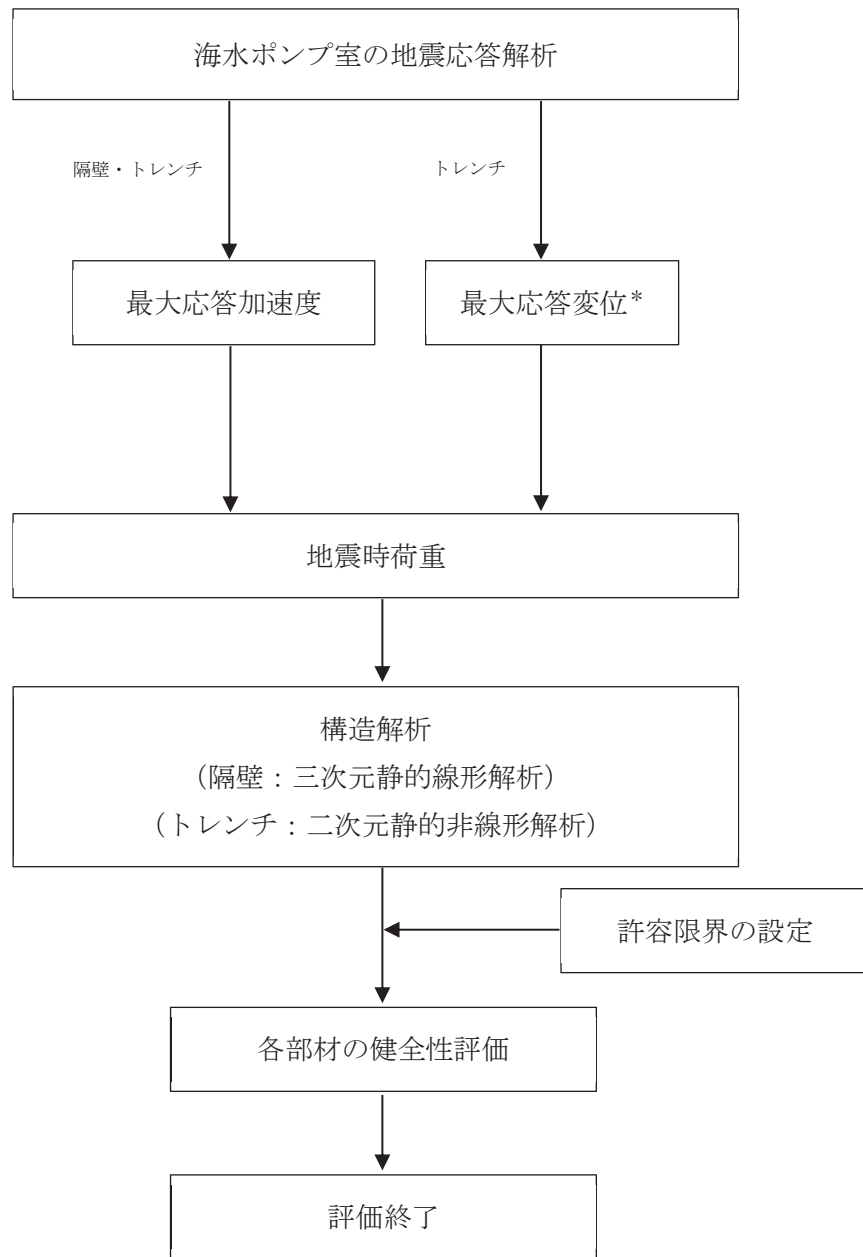 海水ポンプ室の地震応答解析
隔壁・トレンチ
トレンチ
最大応答加速度
最大応答変位*
地震時荷重
構造解析
(隔壁：三次元静的線形解析)
(トレンチ：二次元静的非線形解析)
許容限界の設定
各部材の健全性評価
評価終了